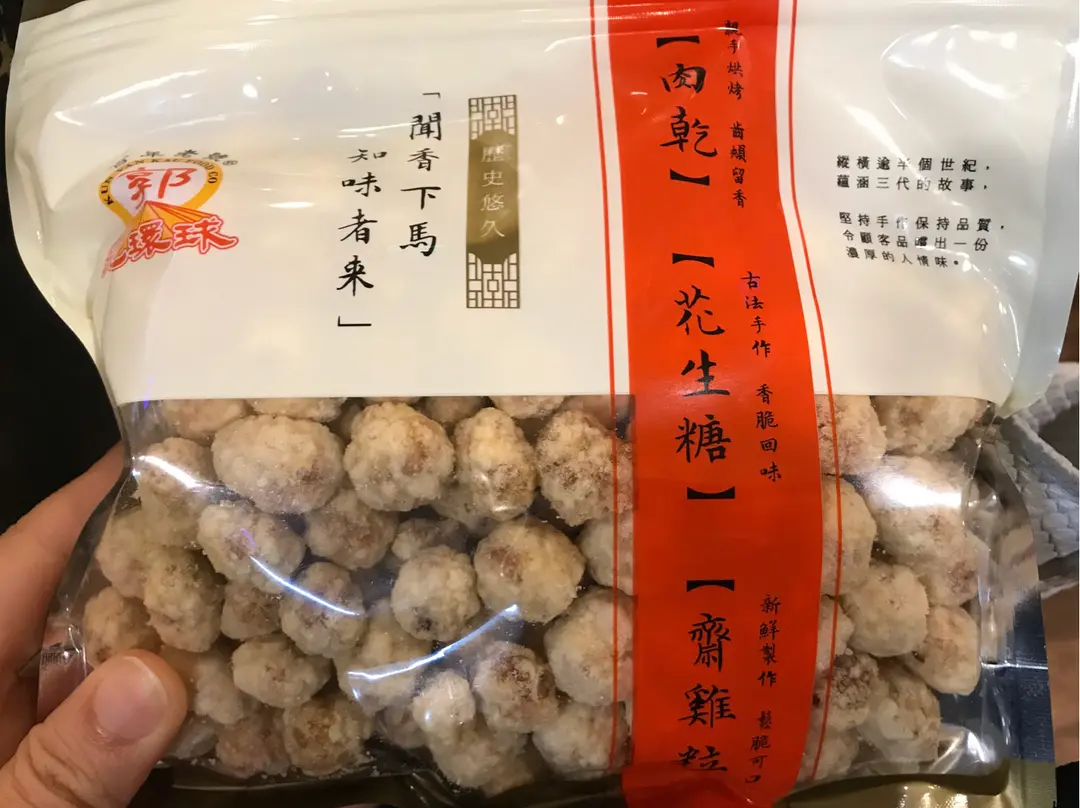 郭
環球
「聞香下馬
知味者來」
歷史悠久
【肉乾】
親手烘烤 齒頰留香
【花生糖】
古法手作 香脆回味
【齋雞粒
新鮮製作 鬆脆可口
縱橫逾半個世紀，
蘊涵三代的故事，
堅持手作保持品質，
令顧客品嚐出一份
濃厚的人情味。